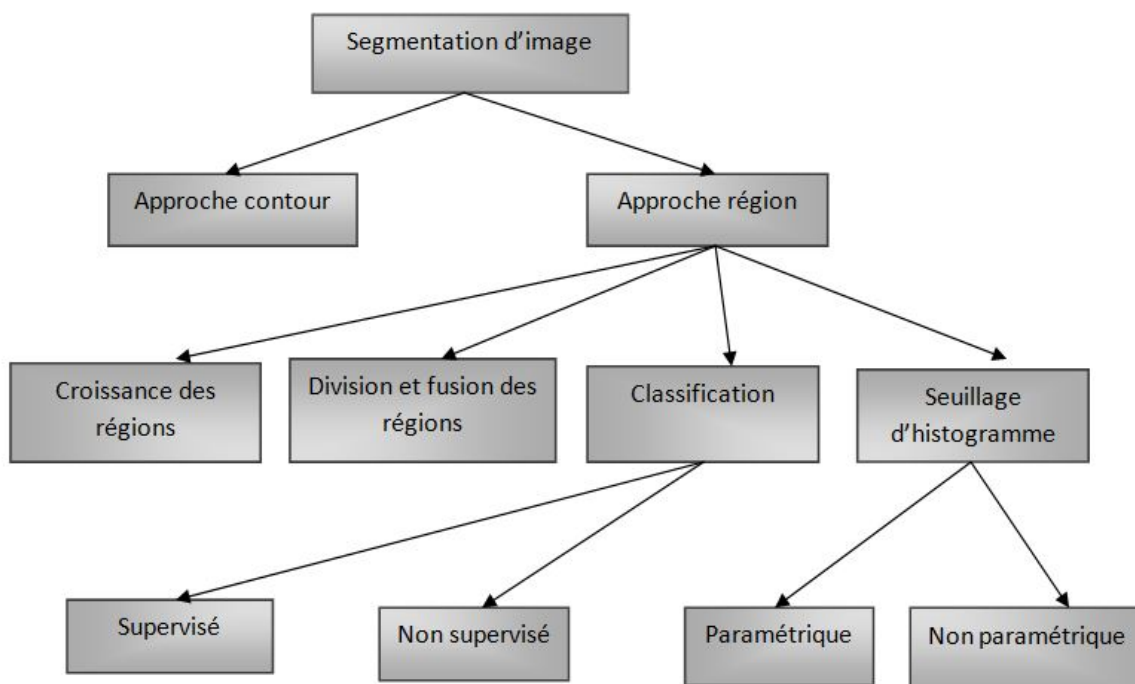 Segmentation d’image
Approche contour
Approche région
Croissance des
régions
Division et fusion des
régions
Classification
Seuillage
d’histogramme
Supervisé
Non supervisé
Paramétrique
Non paramétrique